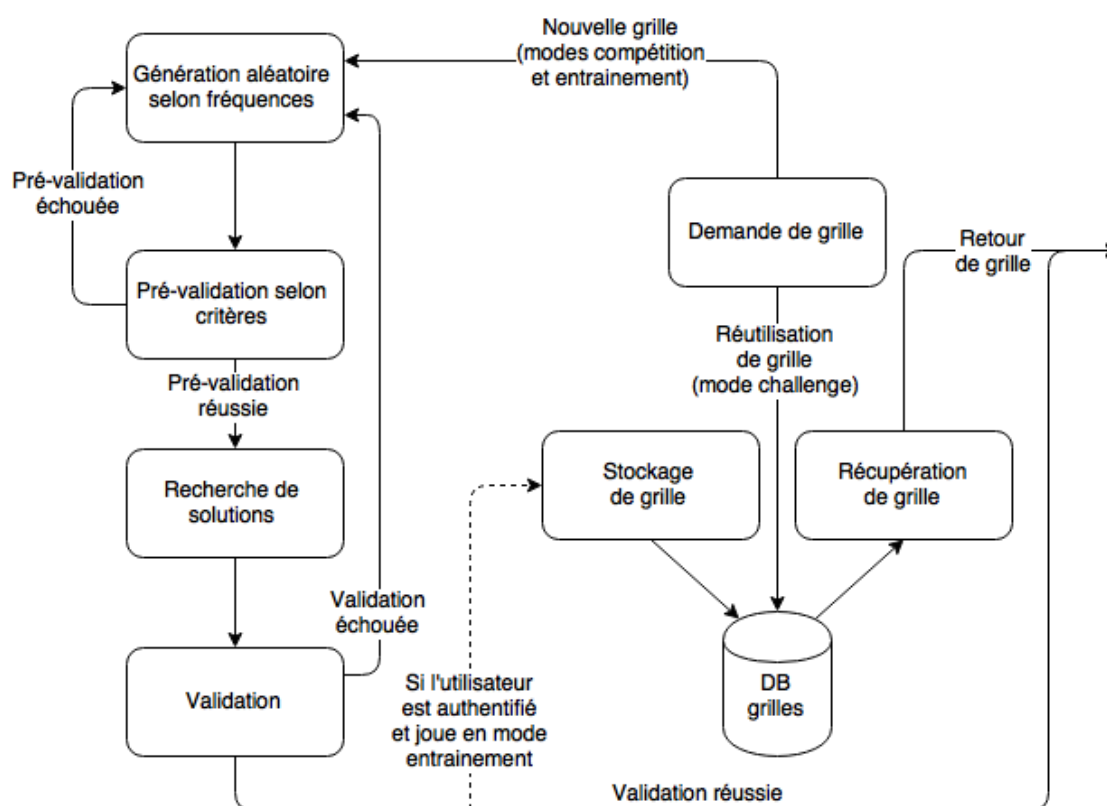 Nouvelle grille
(modes compétition
et entrainement)
Génération aléatoire
selon fréquences
Pré-validation
échouée
Demande de grille
Retour
de grille
Pré-validation selon
critères
Réutilisation
de grille
(mode challenge)
Pré-validation
réussie
Stockage
de grille
Récupération
de grille
Recherche de
solutions
Validation
échouée
Si l'utilisateur
est authentifié
et joue en mode
entrainement
DB
grilles
Validation
Validation réussie